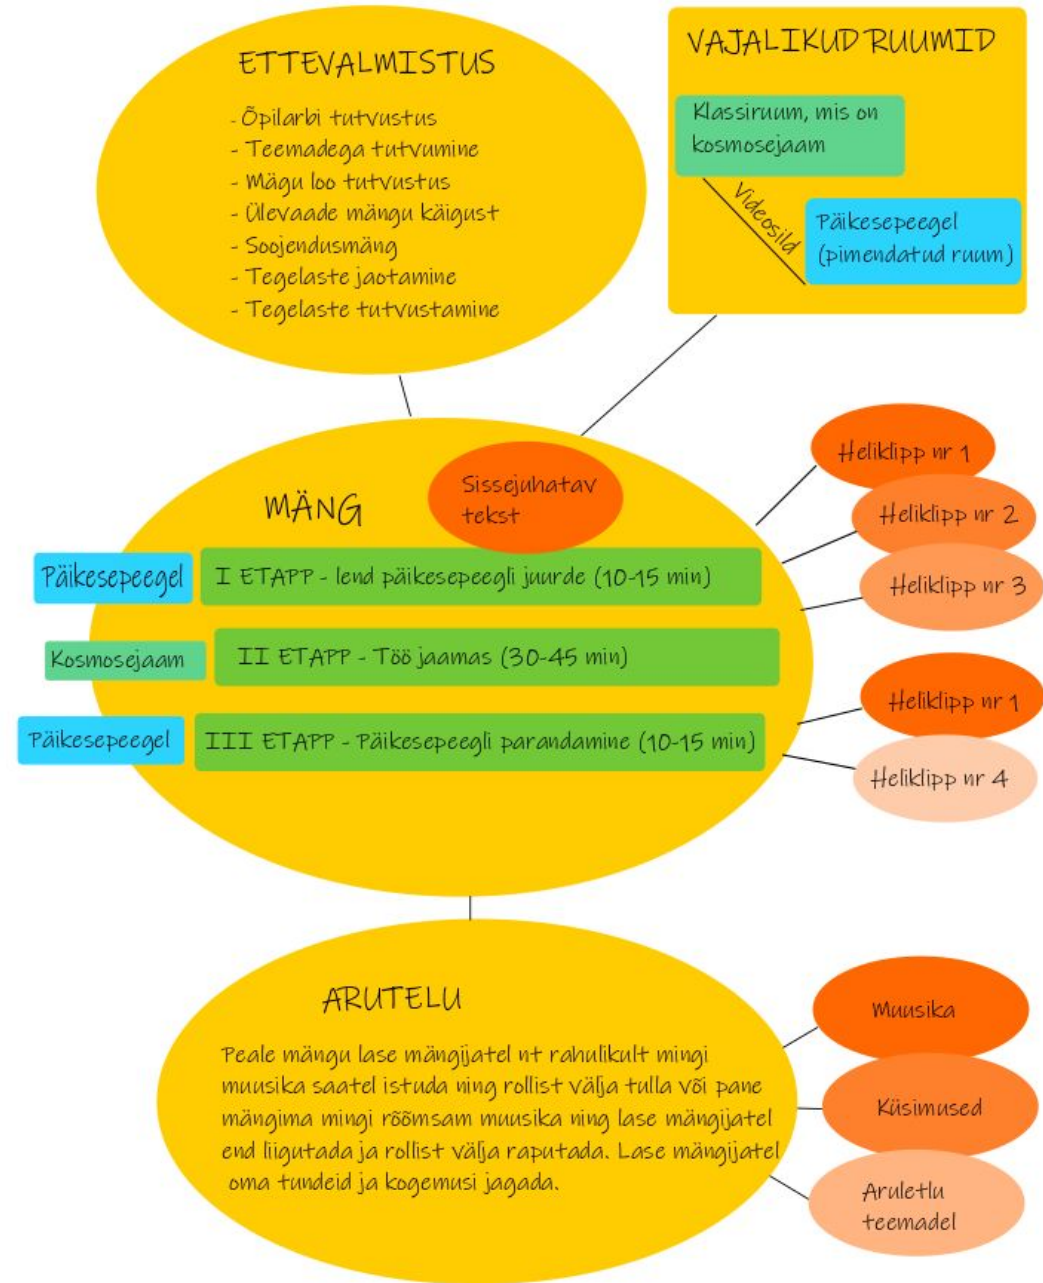 ETTEVALMISTUS
- Õpilarbi tutvustus
- Teemadega tutvumine
- Mägu loo tutvustus
- Ülevaade mängu käigust
- Soojendusmäng
- Tegelaste jaotamine
- Tegelaste tutvustamine
VAJALIKUD RUUMID
Klassiruum, mis on
kosmosejaam
Videosild
Päikesepeegel
(pimendatud ruum)
MÄNG
Sissejuhatav
tekst
Päikesepeegel
I ETAPP - lend päikesepeegli juurde (10-15 min)
Kosmosejaam
II ETAPP - Töö jaamas (30-45 min)
Päikesepeegel
III ETAPP - Päikesepeegli parandamine (10-15 min)
Heliklipp nr 1
Heliklipp nr 2
Heliklipp nr 3
Heliklipp nr 1
Heliklipp nr 4
ARUTELU
Peale mängu lase mängijatel nt rahulikult mingi
muusika saatel istuda ning rollist välja tulla või pane
mängima mingi rõõmsam muusika ning lase mängijatel
end liigutada ja rollist välja raputada. Lase mängijatel
oma tundeid ja kogemusi jagada.
Muusika
Küsimused
Aruletlu
teemadel